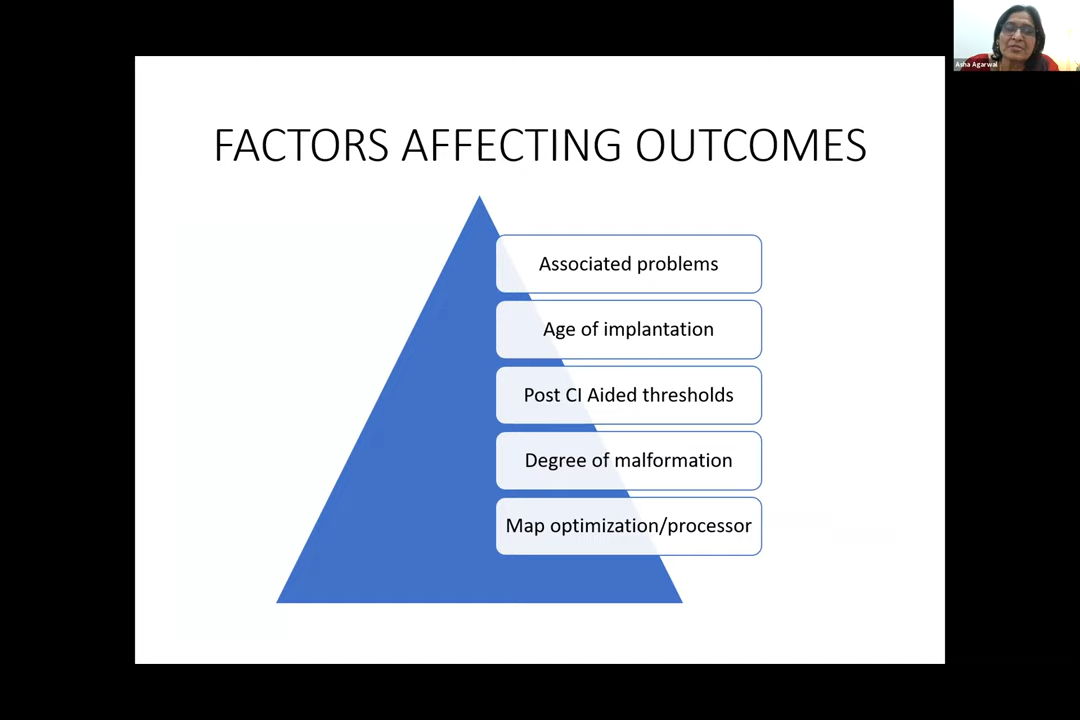 Asha Agarwal
FACTORS AFFECTING OUTCOMES
Associated problems
Age of implantation
Post CI Aided thresholds
Degree of malformation
Map optimization/processor